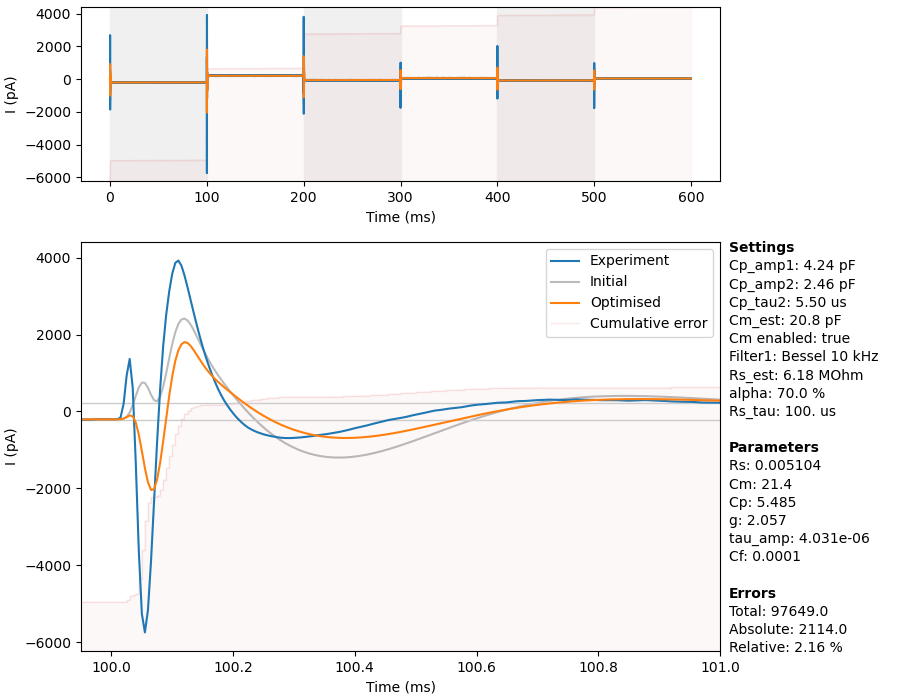 4000
2000
0
−2000
−4000
−6000
I (pA)
0
100
200
300
400
500
600
Time (ms)
4000
2000
0
−2000
−4000
−6000
I (pA)
Experiment
Initial
Optimised
Cumulative error
100.0
100.2
100.4
100.6
100.8
101.0
Time (ms)
Settings
Cp_amp1: 4.24 pF
Cp_amp2: 2.46 pF
Cp_tau2: 5.50 us
Cm_est: 20.8 pF
Cm enabled: true
Filter1: Bessel 10 kHz
Rs_est: 6.18 MOhm
alpha: 70.0 %
Rs_tau: 100. us
Parameters
Rs: 0.005104
Cm: 21.4
Cp: 5.485
g: 2.057
tau_amp: 4.031e-06
Cf: 0.0001
Errors
Total: 97649.0
Absolute: 2114.0
Relative: 2.16 %